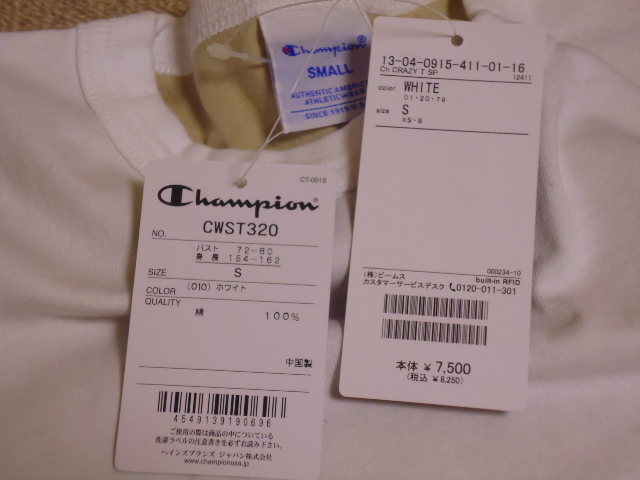 Champion
SMALL
AUTHENTIC AMERICAN
ATHLETICWEAR
SINCE 1919 U.S.
CT-001S
Champion
NO. CWST320
バスト 72-80
身長 154-162
SIZE S
COLOR (010) ホワイト
QUALITY
綿 100%
中国製
4549139190696
ご使用の際は商品の中についている
洗濯ラベルの注意書きを必ずお読み下さい。
ヘインズブランズ ジャパン株式会社
www.championusa.jp
13-04-0915-411-01-16
Ch CRAZY T SP
12411
color WHITE
01-20-79
size S
XS-S
000234-10
(株)ビームス built-in RFID
カスタマーサービスデスク 0120-011-301
本体 ¥7,500
(税込 ¥8,250)